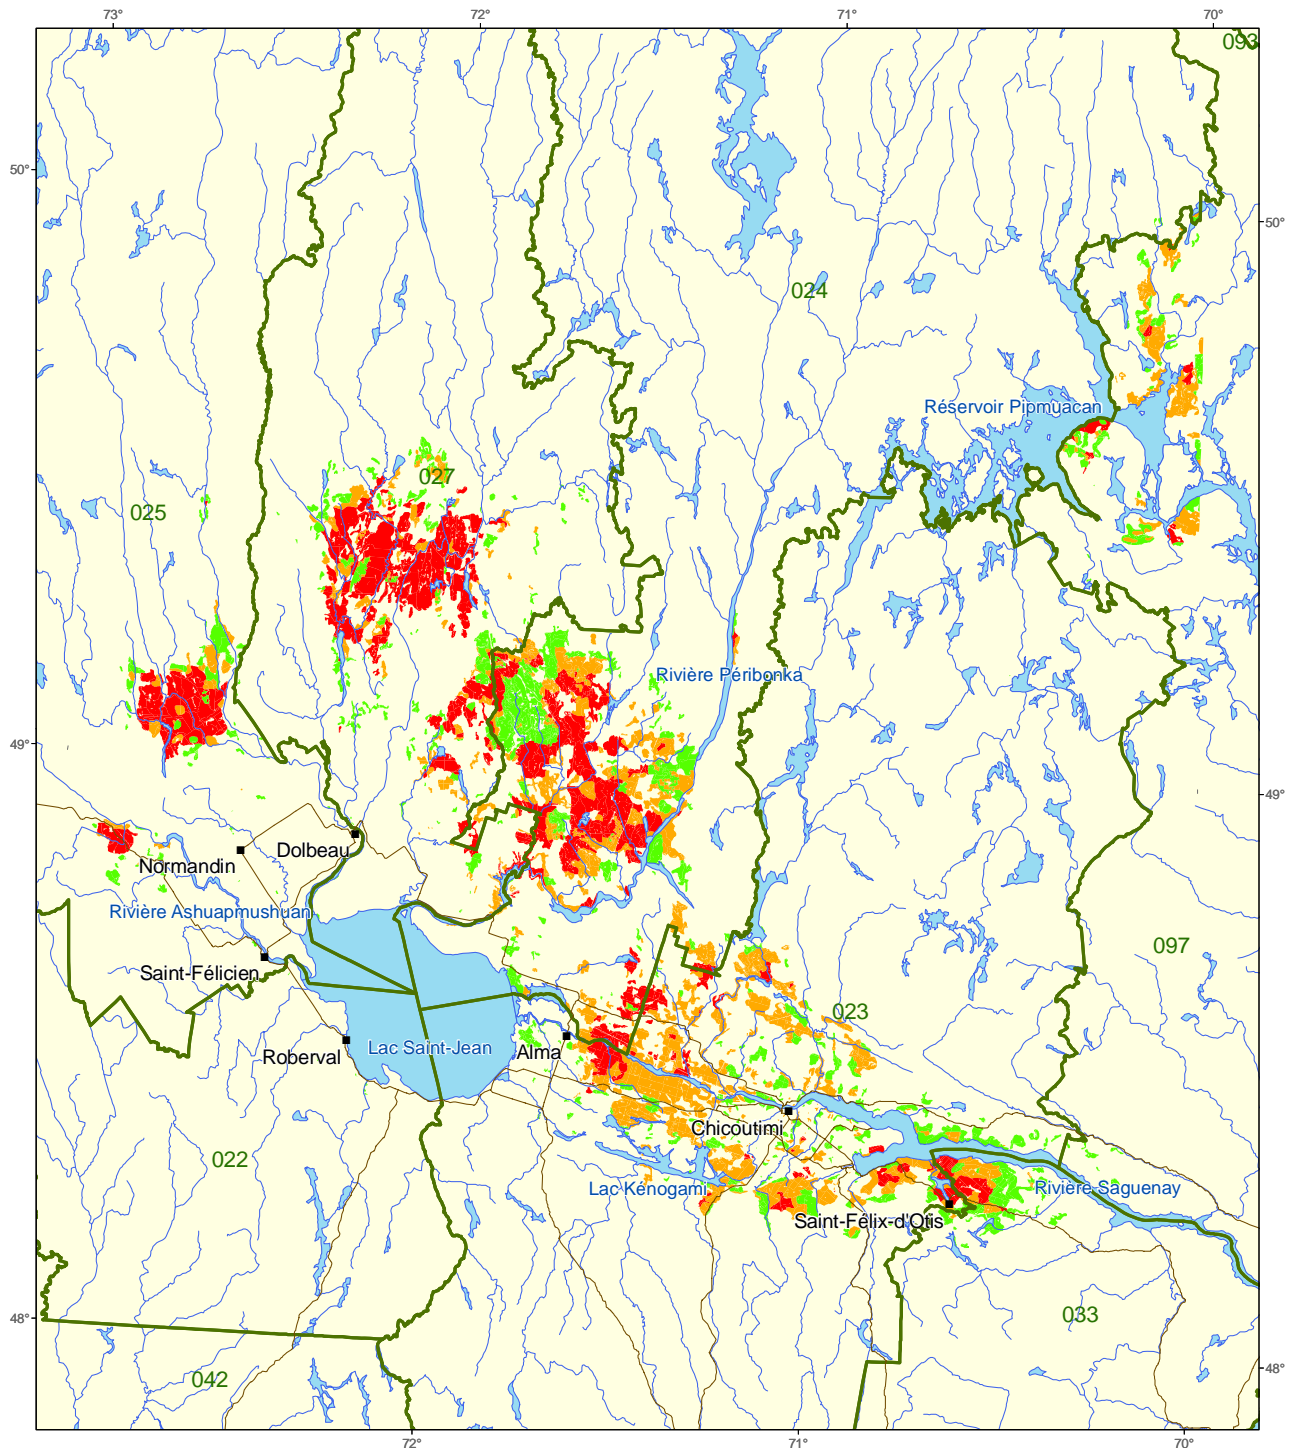 73°
72°
71°
70°
093
50°
50°
024
Réservoir Pipmuacan
027
025
Rivière Péribonka
49°
49°
Dolbeau
Normandin
Rivière Ashuapmushuan
097
Saint-Félicien
023
Roberval
Lac Saint-Jean
Alma
Chicoutimi
022
Lac Kénogami
Rivière Saguenay
Saint-Félix-d'Otis
033
48°
48°
042
72°
71°
70°